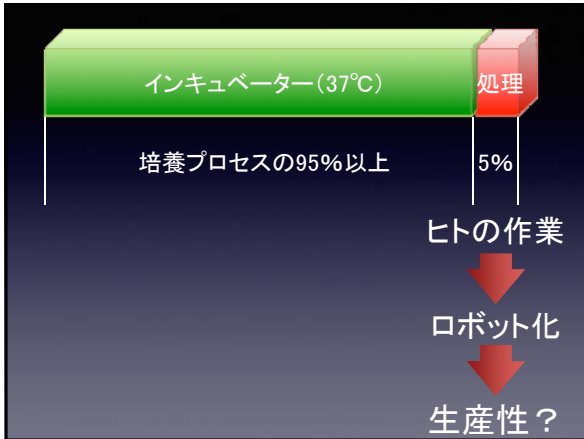 インキュベーター(37℃)
処理
培養プロセスの95%以上
5%
ヒトの作業
ロボット化
生産性？